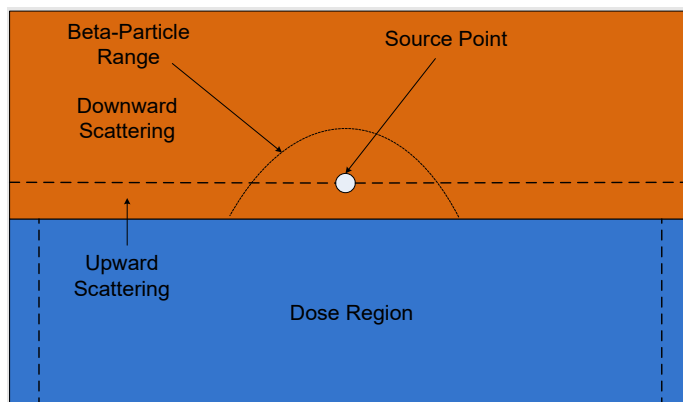 Beta-Particle
Range
Source Point
Downward
Scattering
Upward
Scattering
Dose Region